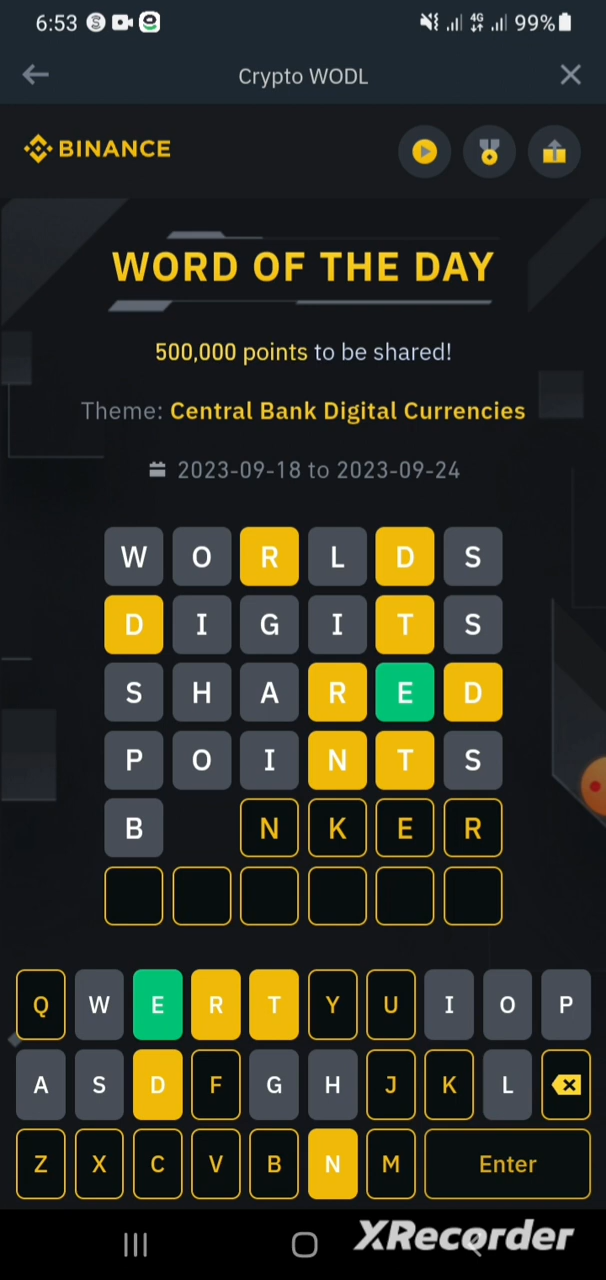 6:53 4G 99%
Crypto WODL
BINANCE
WORD OF THE DAY
500,000 points to be shared!
Theme: Central Bank Digital Currencies
2023-09-18 to 2023-09-24
W O R L D S
D I G I T S
S H A R E D
P O I N T S
B N K E R
Q W E R T Y U I O P
A S D F G H J K L
Z X C V B N M Enter
XRecorder